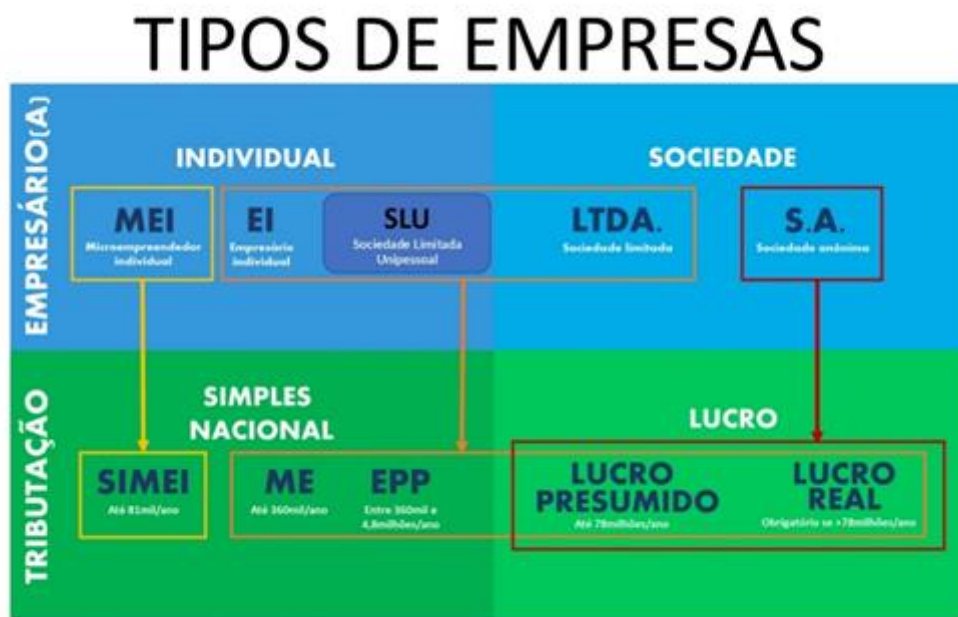 TIPOS DE EMPRESAS
EMPRESÁRIO(A)
INDIVIDUAL
SOCIEDADE
MEI
Microempreendedor
individual
EI
Empresário
individual
SLU
Sociedade Limitada
Unipessoal
LTDA.
Sociedade limitada
S.A.
Sociedade anônima
TRIBUTAÇÃO
SIMPLES
NACIONAL
LUCRO
SIMEI
Até 81mil/ano
ME
Até 360mil/ano
EPP
Entre 360mil e
4,8milhões/ano
LUCRO
PRESUMIDO
Até 78milhões/ano
LUCRO
REAL
Obrigatório se >78milhões/ano